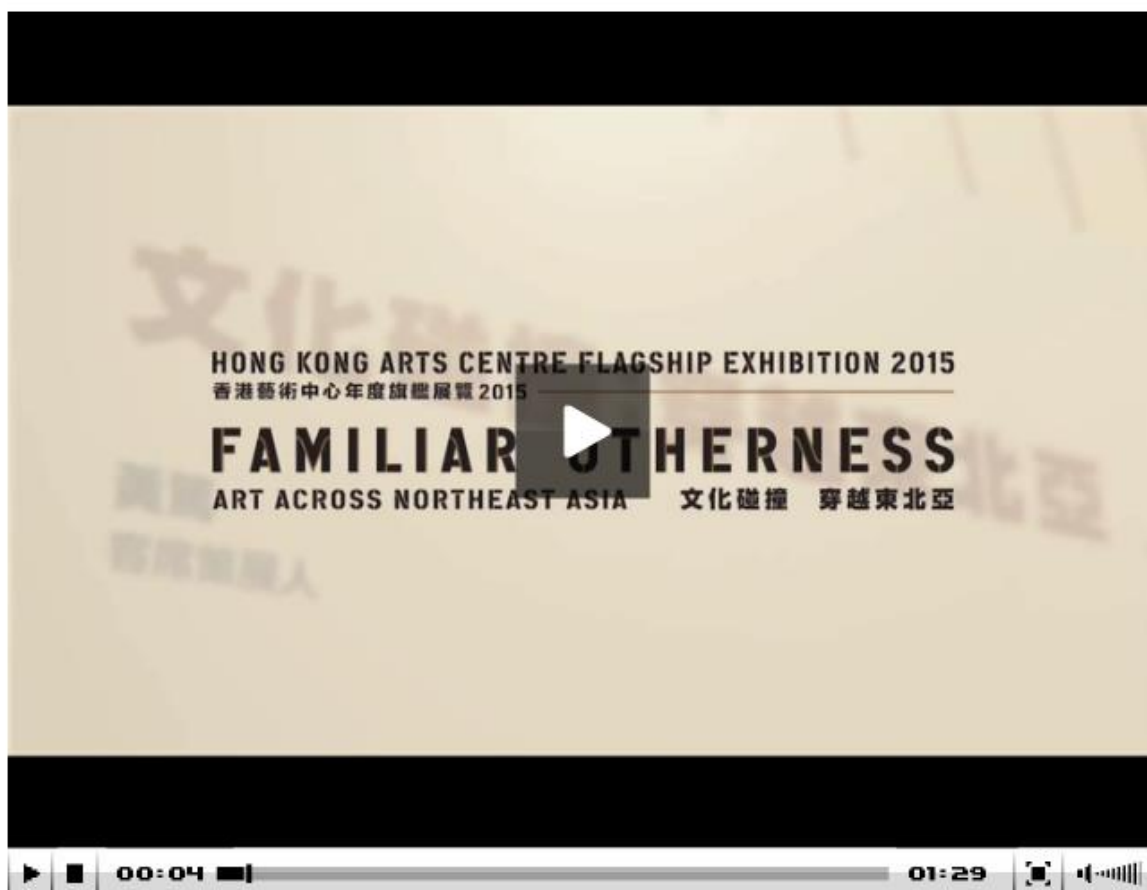 HONG KONG ARTS CENTRE FLAGSHIP EXHIBITION 2015
香港藝術中心年度旗艦展覽2015
FAMILIAR OTHERNESS
ART ACROSS NORTHEAST ASIA 文化碰撞 穿越東北亞
00:04 01:29